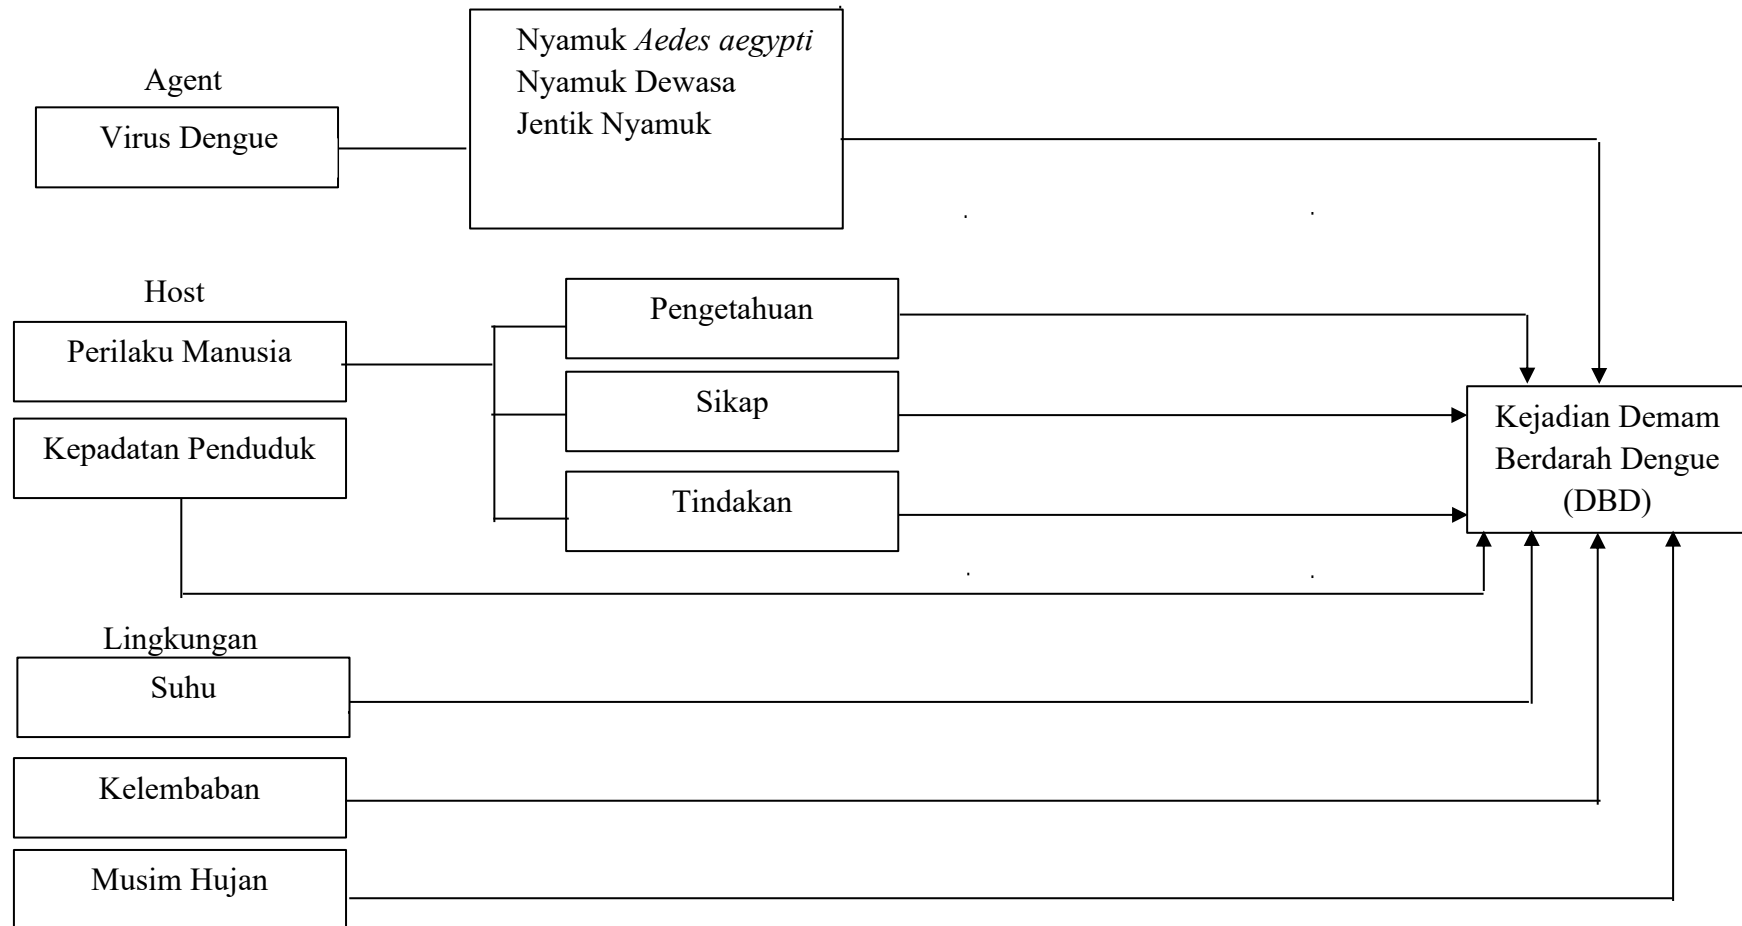 Agent
Virus Dengue
Nyamuk Aedes aegypti
Nyamuk Dewasa
Jentik Nyamuk
Host
Perilaku Manusia
Kepadatan Penduduk
Pengetahuan
Sikap
Tindakan
Kejadian Demam
Berdarah Dengue
(DBD)
Lingkungan
Suhu
Kelembaban
Musim Hujan